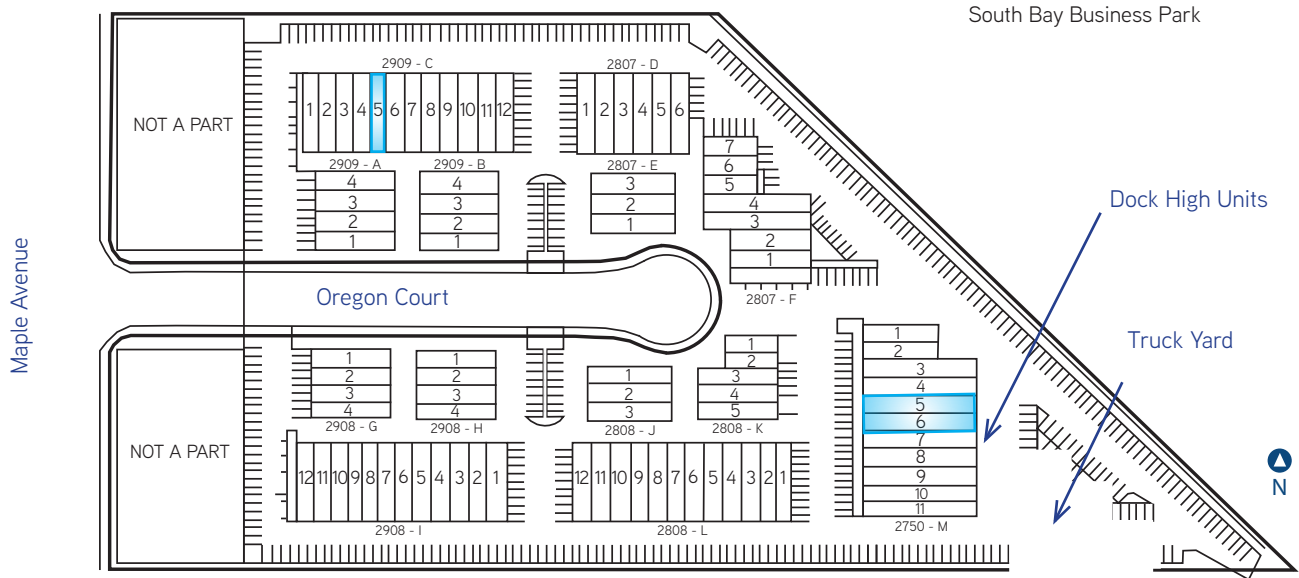 South Bay Business Park
2909 - C
2807 - D
1 2 3 4 5 6 7 8 9 10 11 12
1 2 3 4 5 6
NOT A PART
2909 - A
2909 - B
2807 - E
4
3
2
1
4
3
2
1
3
2
1
7
6
5
4
3
2
1
2807 - F
Dock High Units
Maple Avenue
Oregon Court
Truck Yard
1
2
3
4
2908 - G
1
2
3
4
2908 - H
1
2
3
2808 - J
1
2
3
4
5
2808 - K
1
2
3
4
5
6
7
8
9
10
11
2750 - M
NOT A PART
12 11 10 9 8 7 6 5 4 3 2 1
2908 - I
12 11 10 9 8 7 6 5 4 3 2 1
2808 - L
N